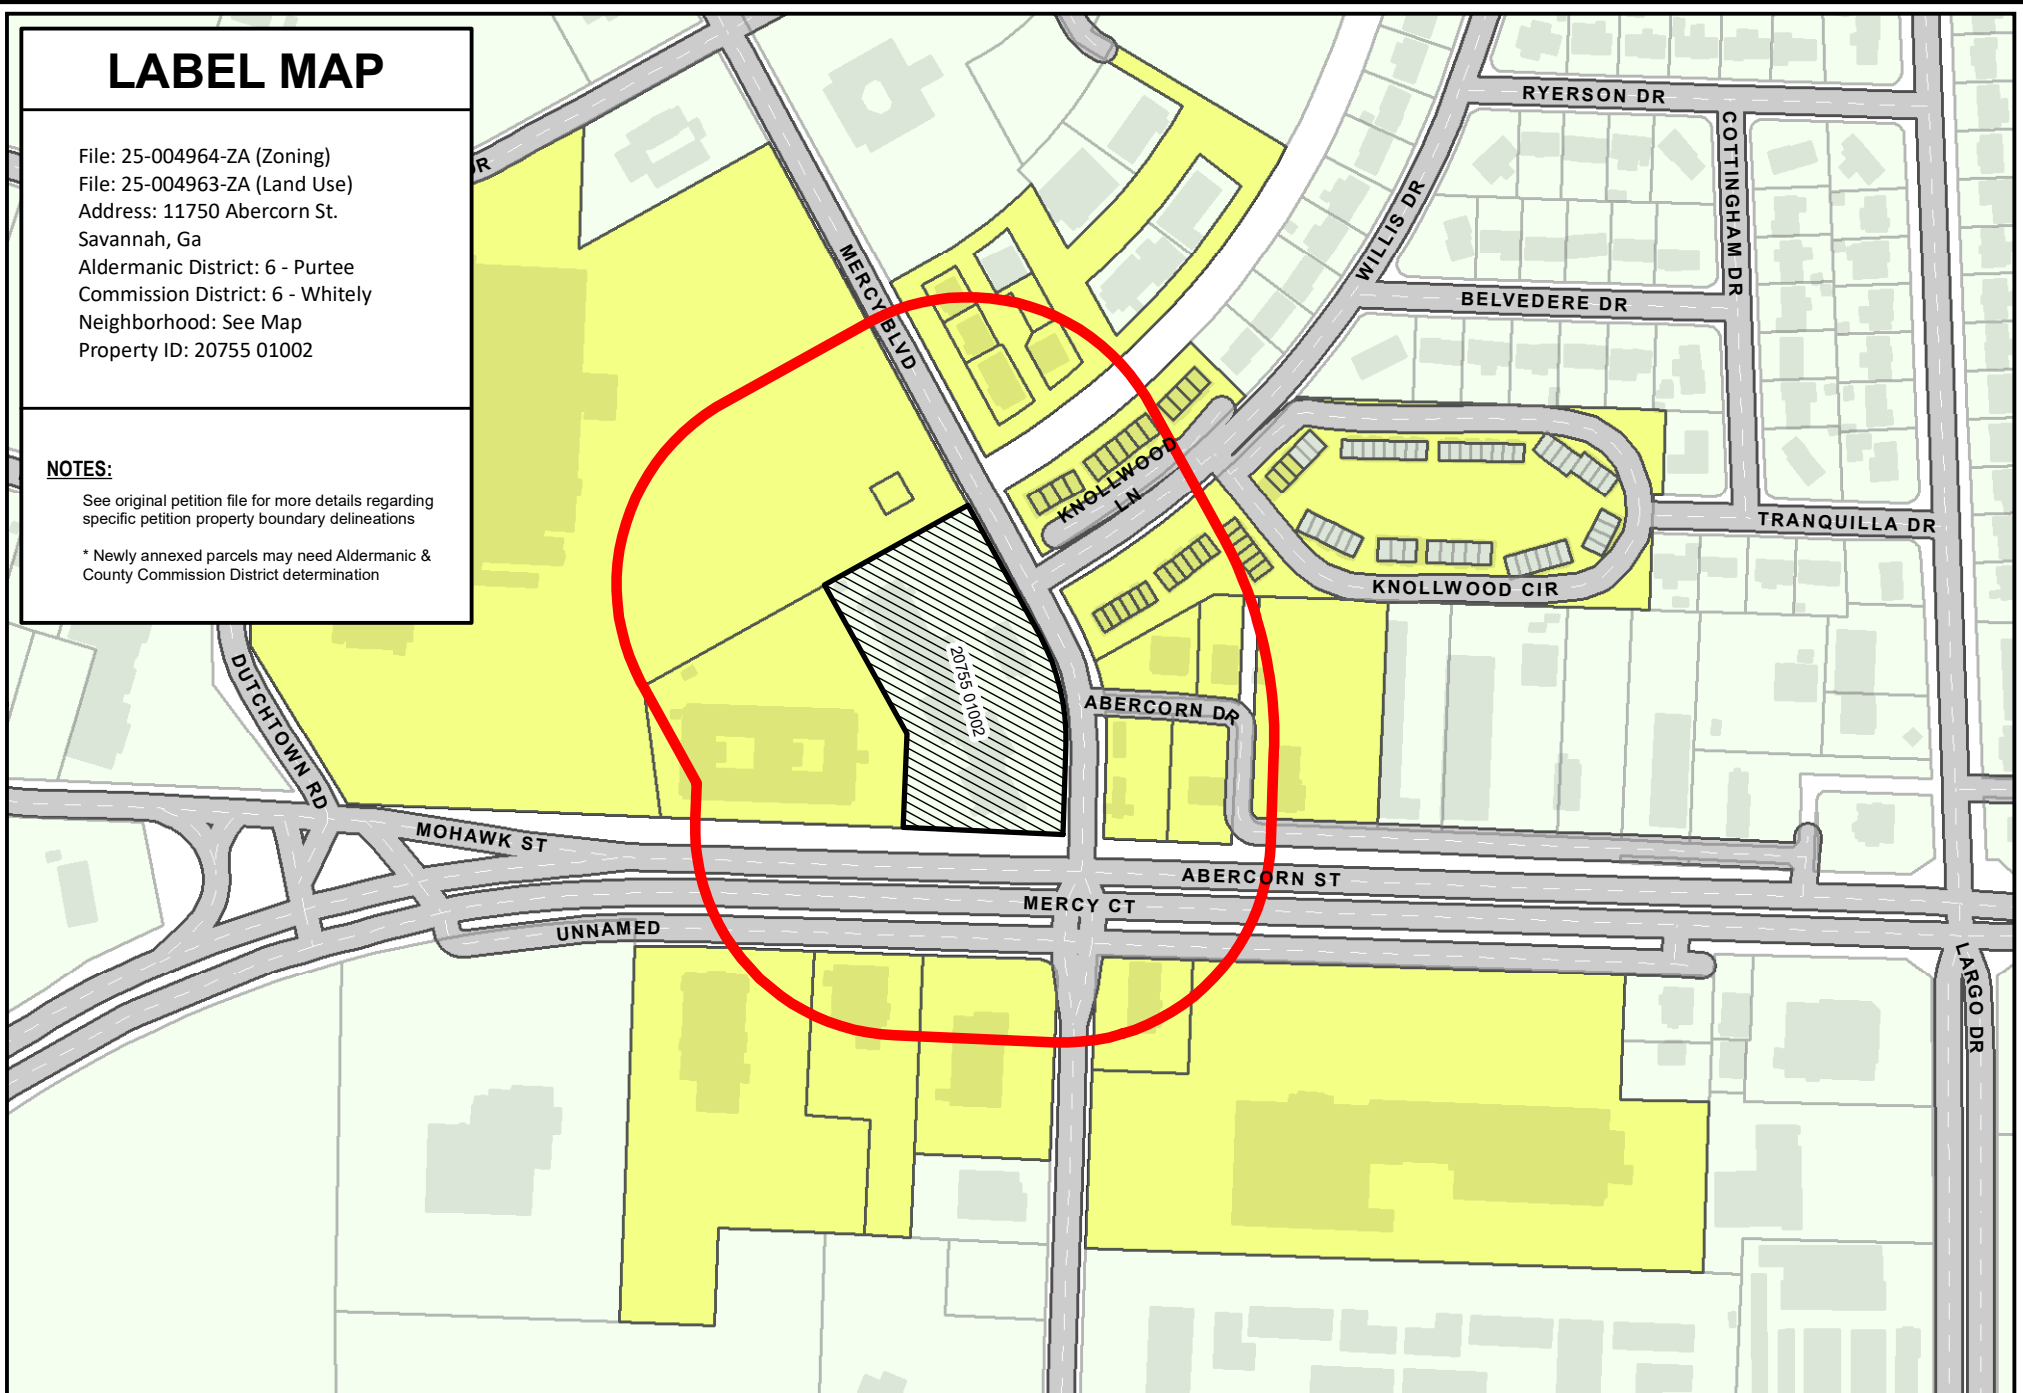 LABEL MAP
File: 25-004964-ZA (Zoning)
File: 25-004963-ZA (Land Use)
Address: 11750 Abercorn St.
Savannah, Ga
Aldermanic District: 6 - Purtee
Commission District: 6 - Whitely
Neighborhood: See Map
Property ID: 20755 01002
NOTES:
See original petition file for more details regarding
specific petition property boundary delineations
* Newly annexed parcels may need Aldermanic &
County Commission District determination
DR
RYERSON DR
COTTINGHAM DR
WILLIS DR
MERCY BLVD
BELVEDERE DR
KNOLLWOOD
LN
TRANQUILLA DR
KNOLLWOOD CIR
20755 01002
DUTCHTOWN RD
ABERCORN DR
MOHAWK ST
ABERCORN ST
MERCY CT
UNNAMED
LARGO DR